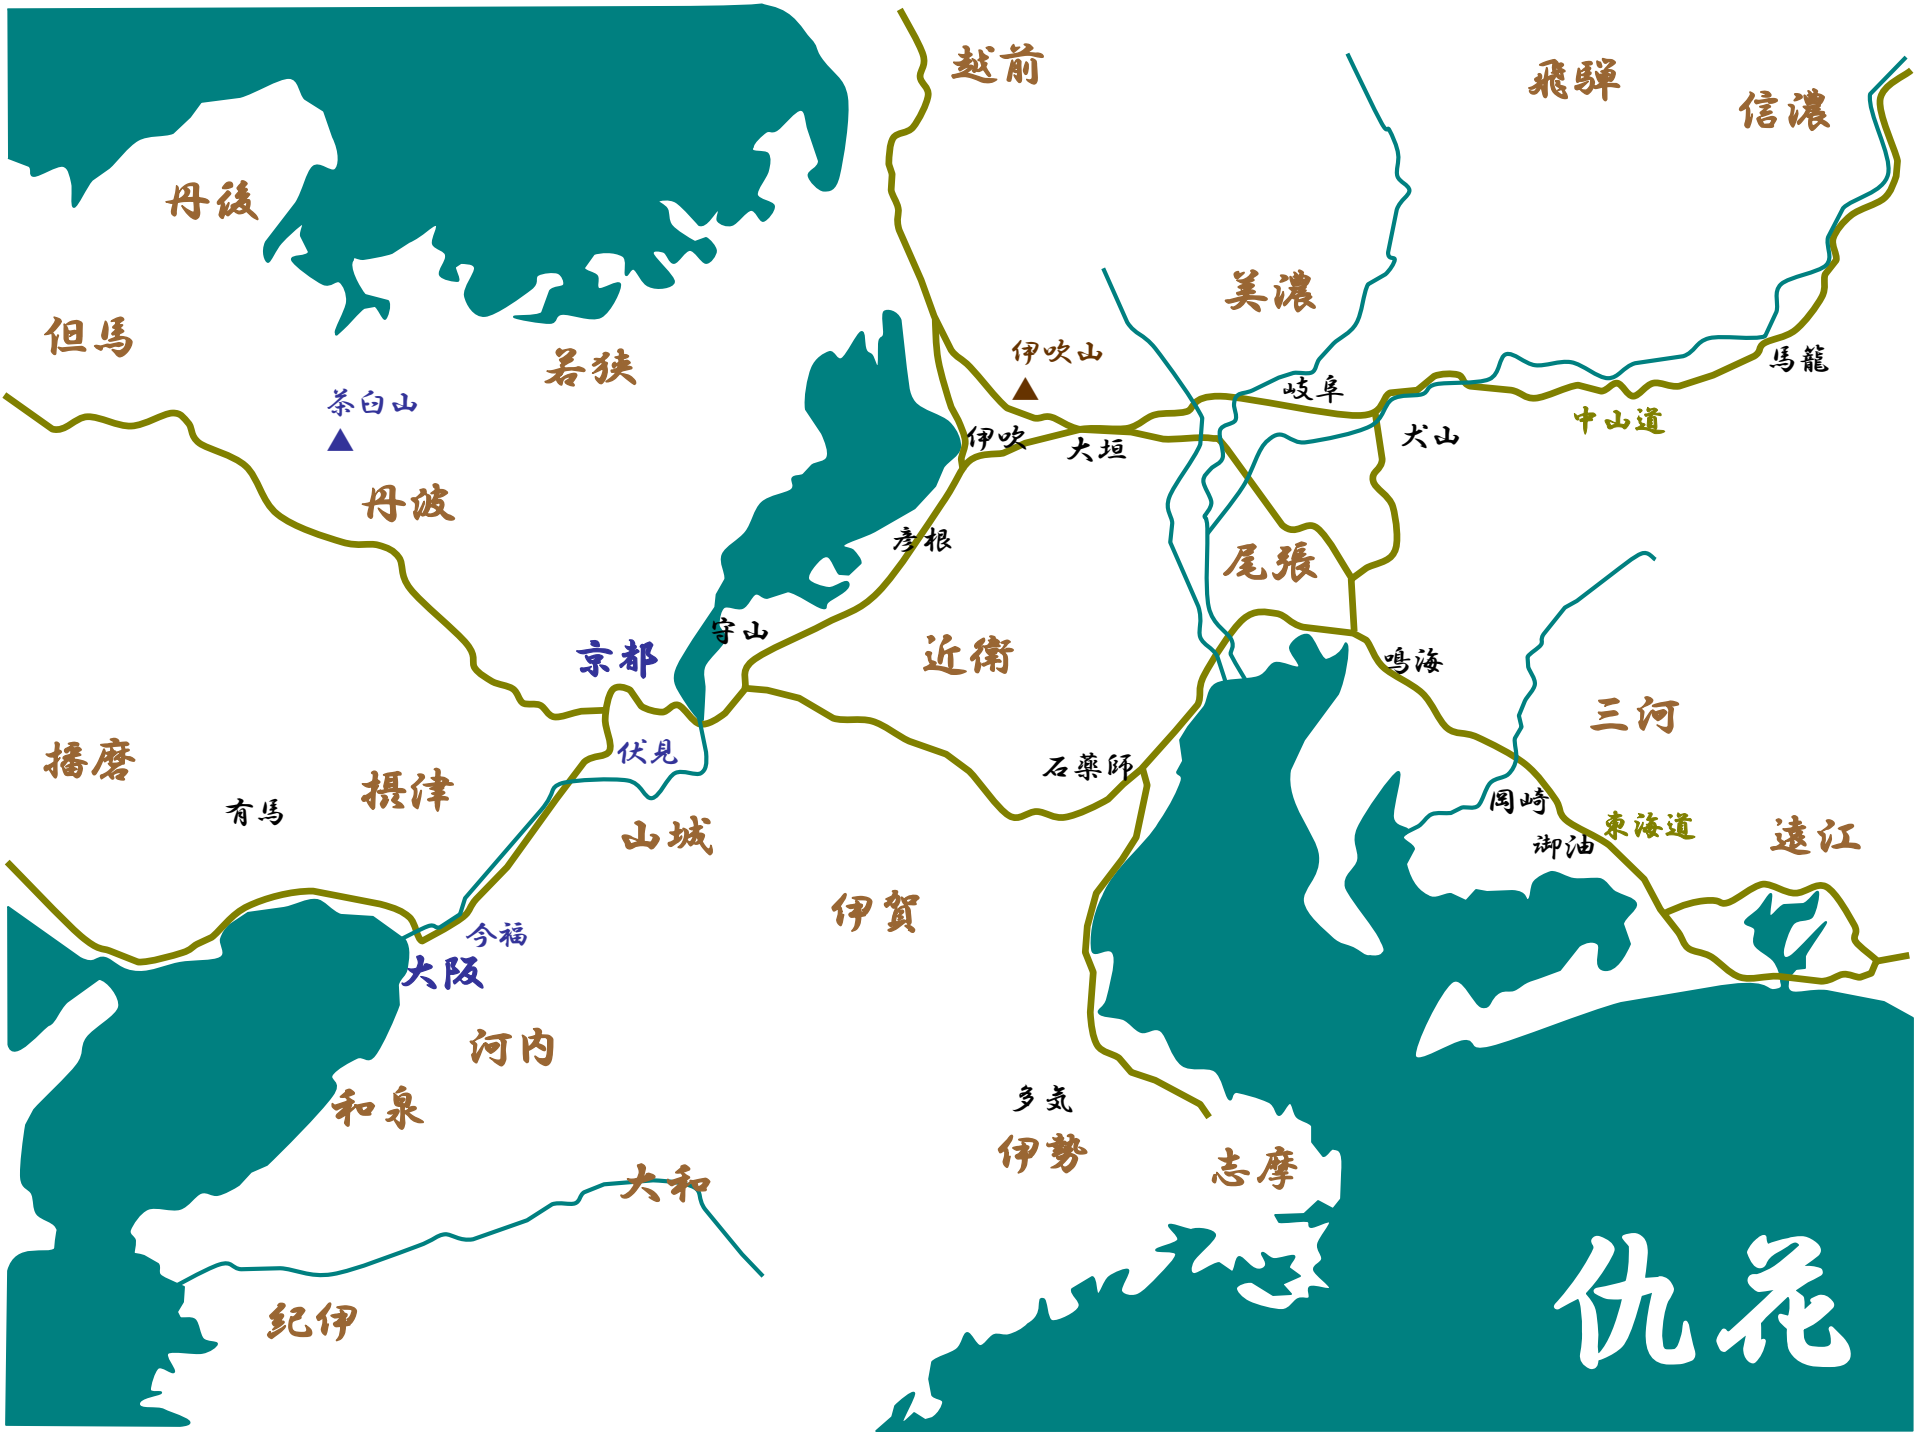 越前
飛騨
信濃
丹後
美濃
但馬
若狭
伊吹山
馬籠
茶臼山
岐阜
中山道
伊吹
大垣
犬山
丹波
彦根
尾張
守山
京都
近衛
鳴海
三河
伏見
石薬師
播磨
摂津
有馬
岡崎
東海道
御油
遠江
山城
伊賀
今福
大阪
河内
和泉
多気
伊勢
志摩
大和
紀伊
仇花